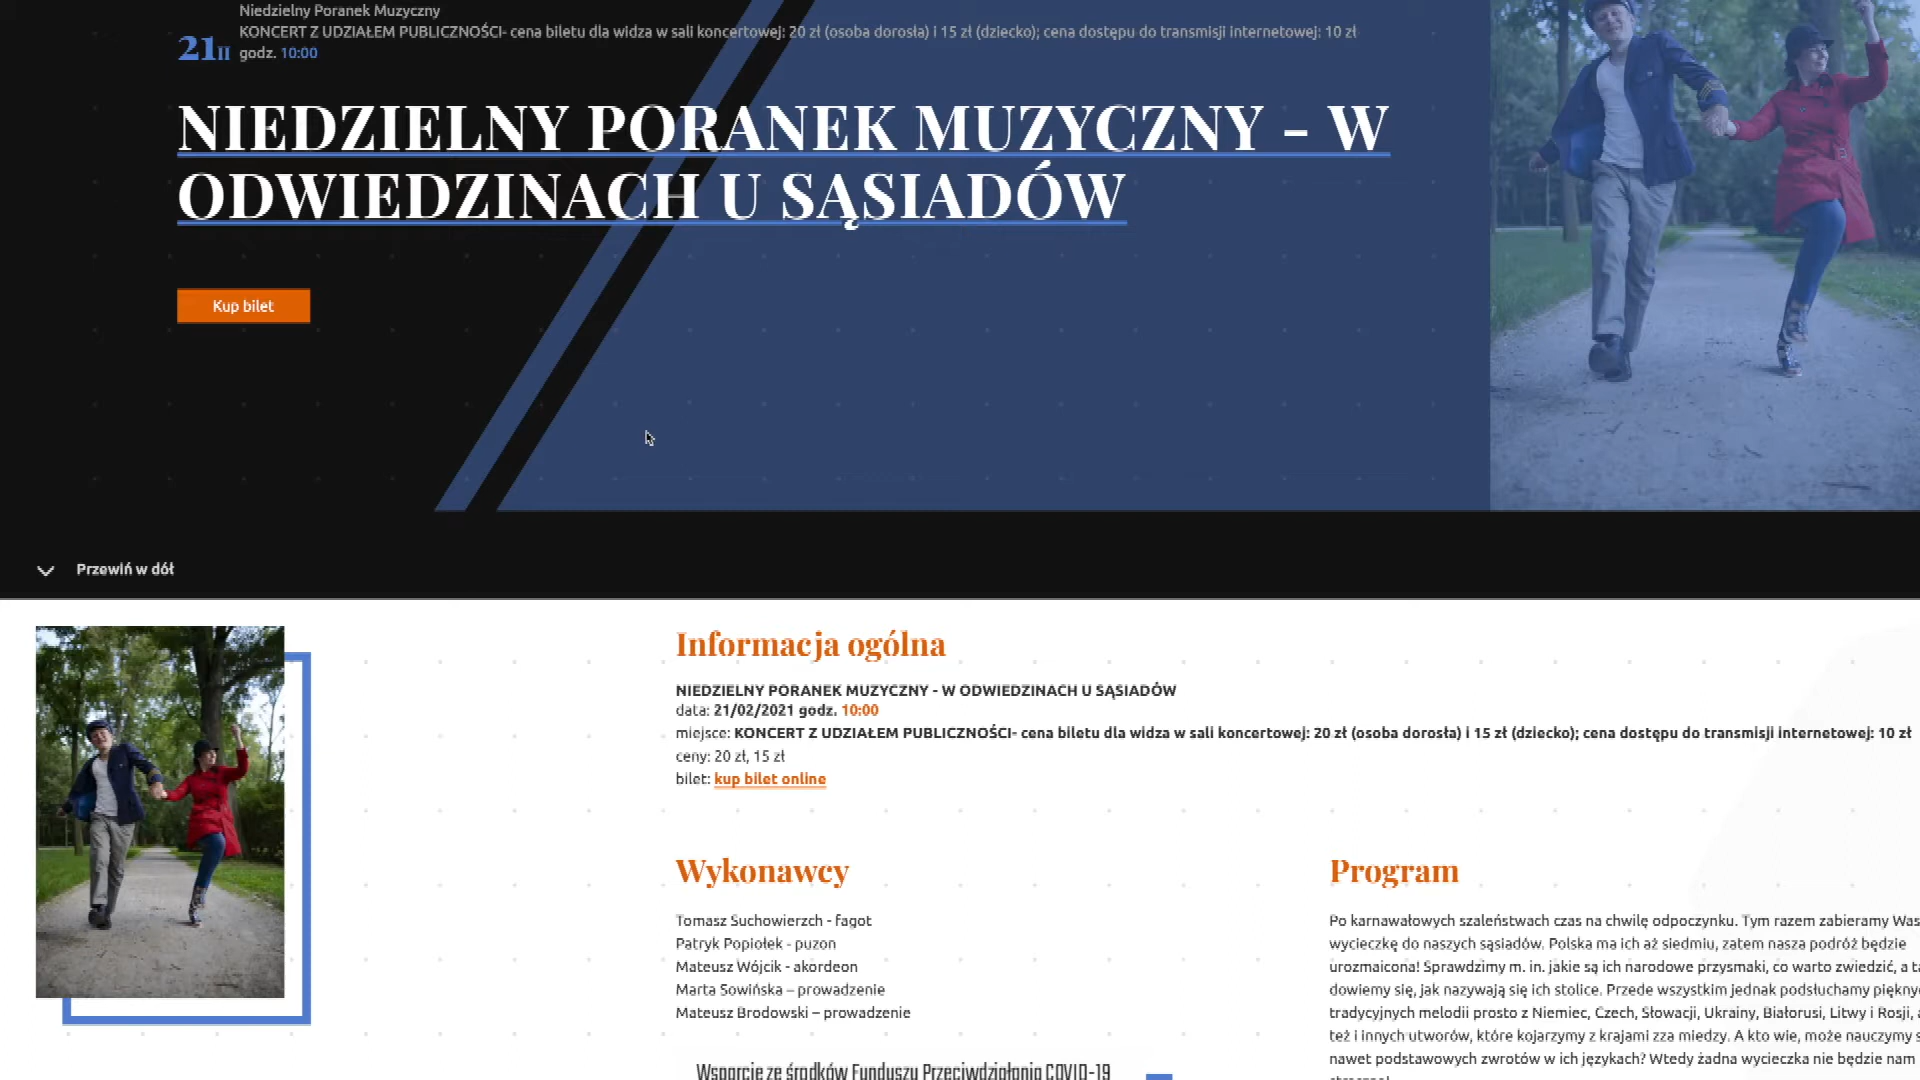 Niedzielny Poranek Muzyczny
KONCERT Z UDZIAŁEM PUBLICZNOŚCI- cena biletu dla widza w sali koncertowej: 20 zł (osoba dorosła) i 15 zł (dziecko); cena dostępu do transmisji internetowej: 10 zł
21II godz. 10:00
NIEDZIELNY PORANEK MUZYCZNY – W
ODWIEDZINACH U SĄSIADÓW
Kup bilet
Przewiń w dół
Informacja ogólna
NIEDZIELNY PORANEK MUZYCZNY - W ODWIEDZINACH U SĄSIADÓW
data: 21/02/2021 godz. 10:00
miejsce: KONCERT Z UDZIAŁEM PUBLICZNOŚCI- cena biletu dla widza w sali koncertowej: 20 zł (osoba dorosła) i 15 zł (dziecko); cena dostępu do transmisji internetowej: 10 zł
ceny: 20 zł, 15 zł
bilet: kup bilet online
Wykonawcy
Tomasz Suchowierzch - fagot
Patryk Popiołek - puzon
Mateusz Wójcik - akordeon
Marta Sowińska – prowadzenie
Mateusz Brodowski – prowadzenie
Wsparcie ze środków Funduszu Przeciwdziałania COVID-19
Program
Po karnawałowych szaleństwach czas na chwilę odpoczynku. Tym razem zabieramy Was
wycieczkę do naszych sąsiadów. Polska ma ich aż siedmiu, zatem nasza podróż będzie
urozmaicona! Sprawdzimy m. in. jakie są ich narodowe przysmaki, co warto zwiedzić, a
dowiemy się, jak nazywają się ich stolice. Przede wszystkim jednak podsłuchamy
tradycyjnych melodii prosto z Niemiec, Czech, Słowacji, Ukrainy, Białorusi, Litwy i Rosji,
też i innych utworów, które kojarzymy z krajami zza miedzy. A kto wie, może nauczymy
nawet podstawowych zwrotów w ich językach? Wtedy żadna wycieczka nie będzie nam